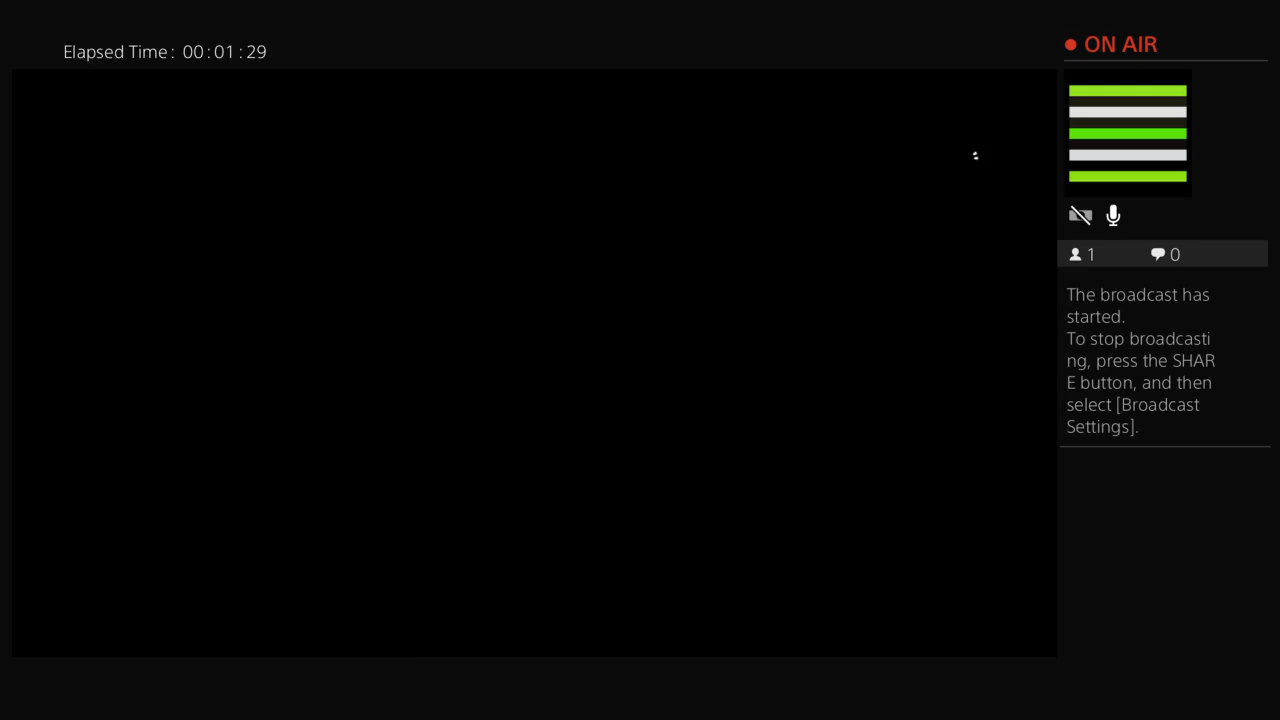 Elapsed Time: 00:01:29
ON AIR
1 0
The broadcast has
started.
To stop broadcasti
ng, press the SHAR
E button, and then
select [Broadcast
Settings].